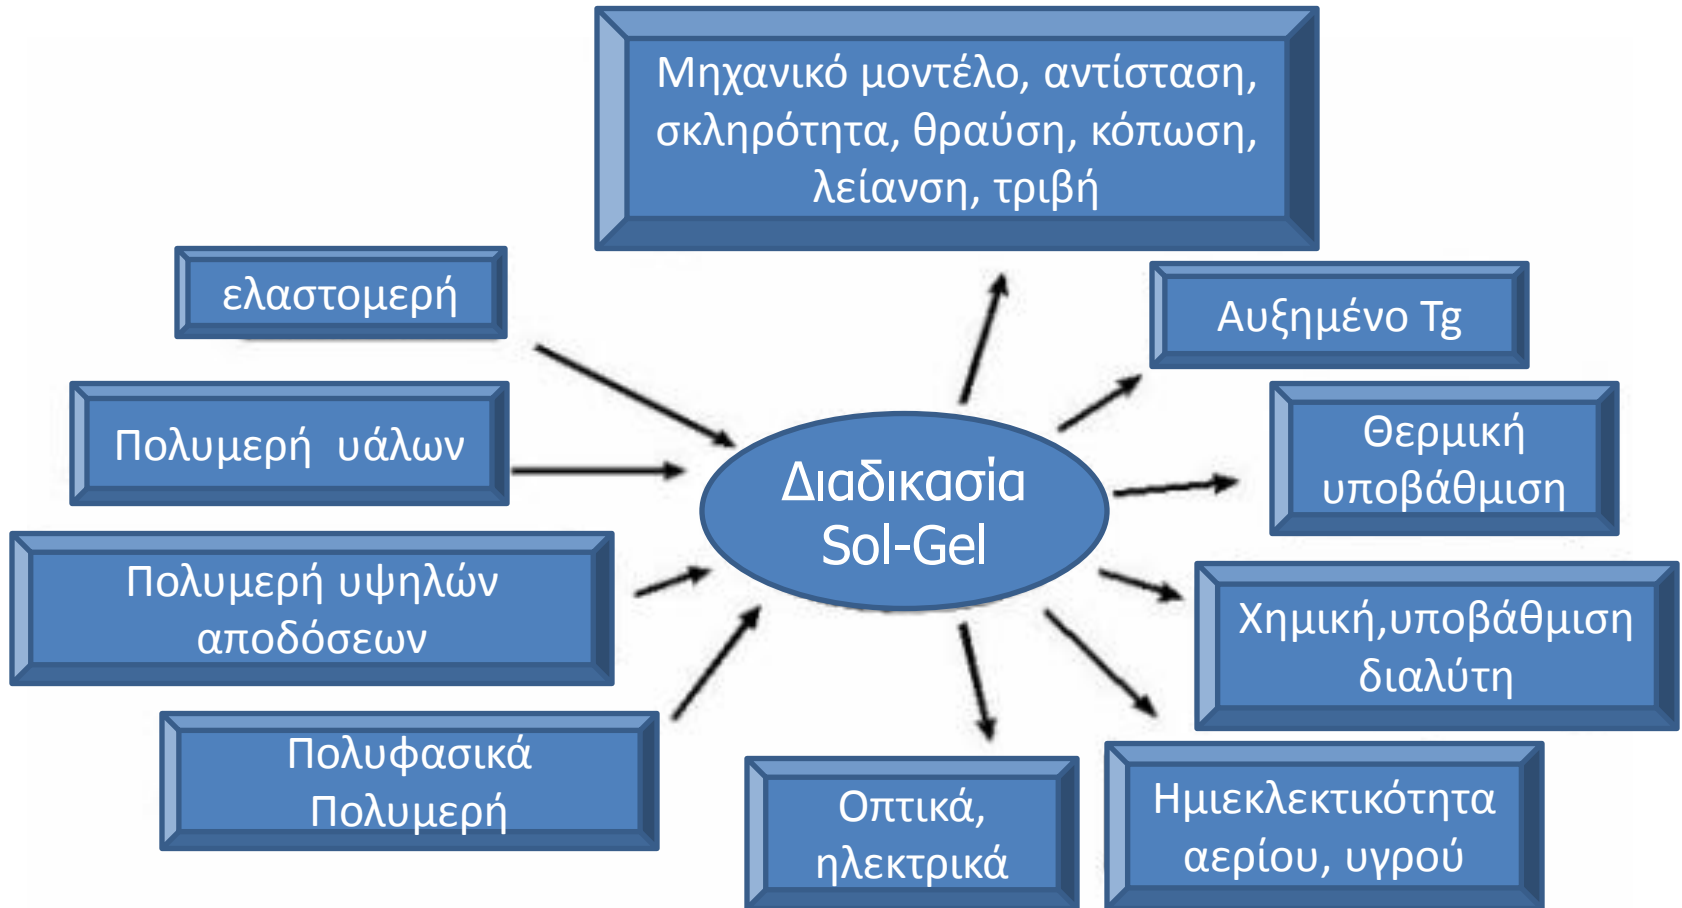 Μηχανικό μοντέλο, αντίσταση,
σκληρότητα, θραύση, κόπωση,
λείανση, τριβή
ελαστομερή
Αυξημένο Tg
Πολυμερή υάλων
Θερμική
υποβάθμιση
Διαδικασία
Sol-Gel
Πολυμερή υψηλών
αποδόσεων
Χημική,υποβάθμιση
διαλύτη
Πολυφασικά
Πολυμερή
Οπτικά,
ηλεκτρικά
Ημιεκλεκτικότητα
αερίου, υγρού